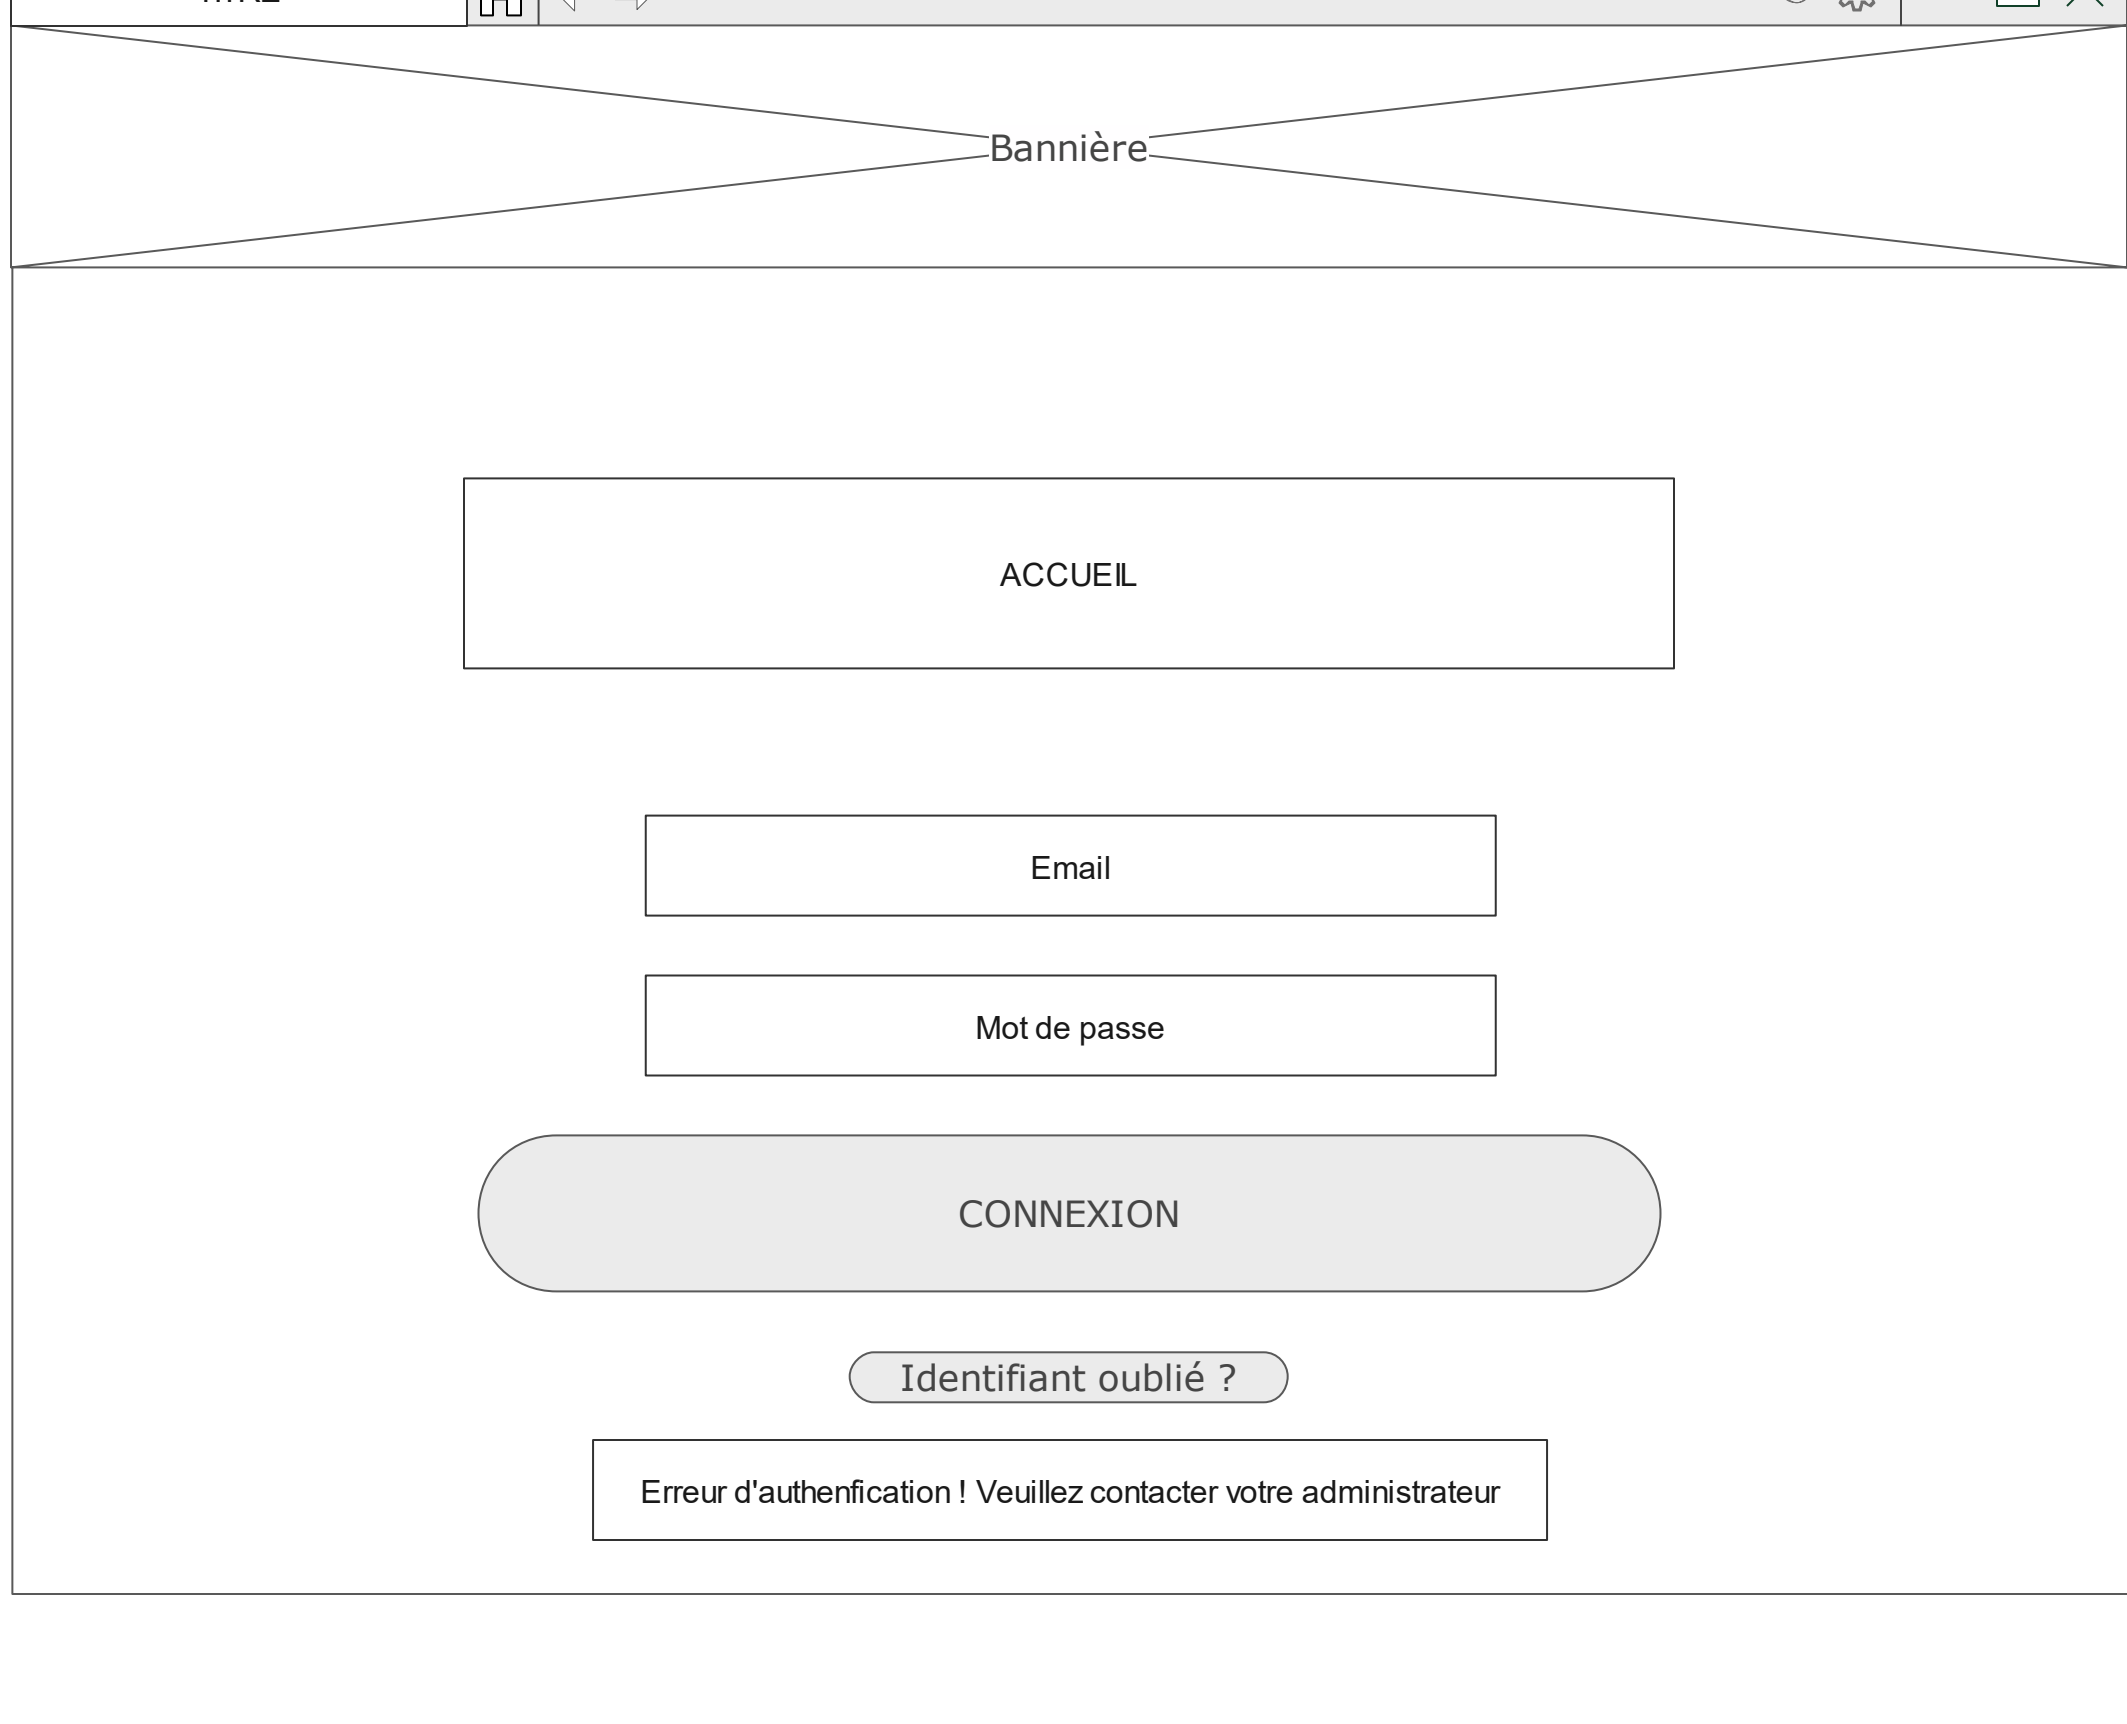 Bannière
ACCUEIL
Email
Mot de passe
CONNEXION
Identifiant oublié ?
Erreur d'authenfication ! Veuillez contacter votre administrateur